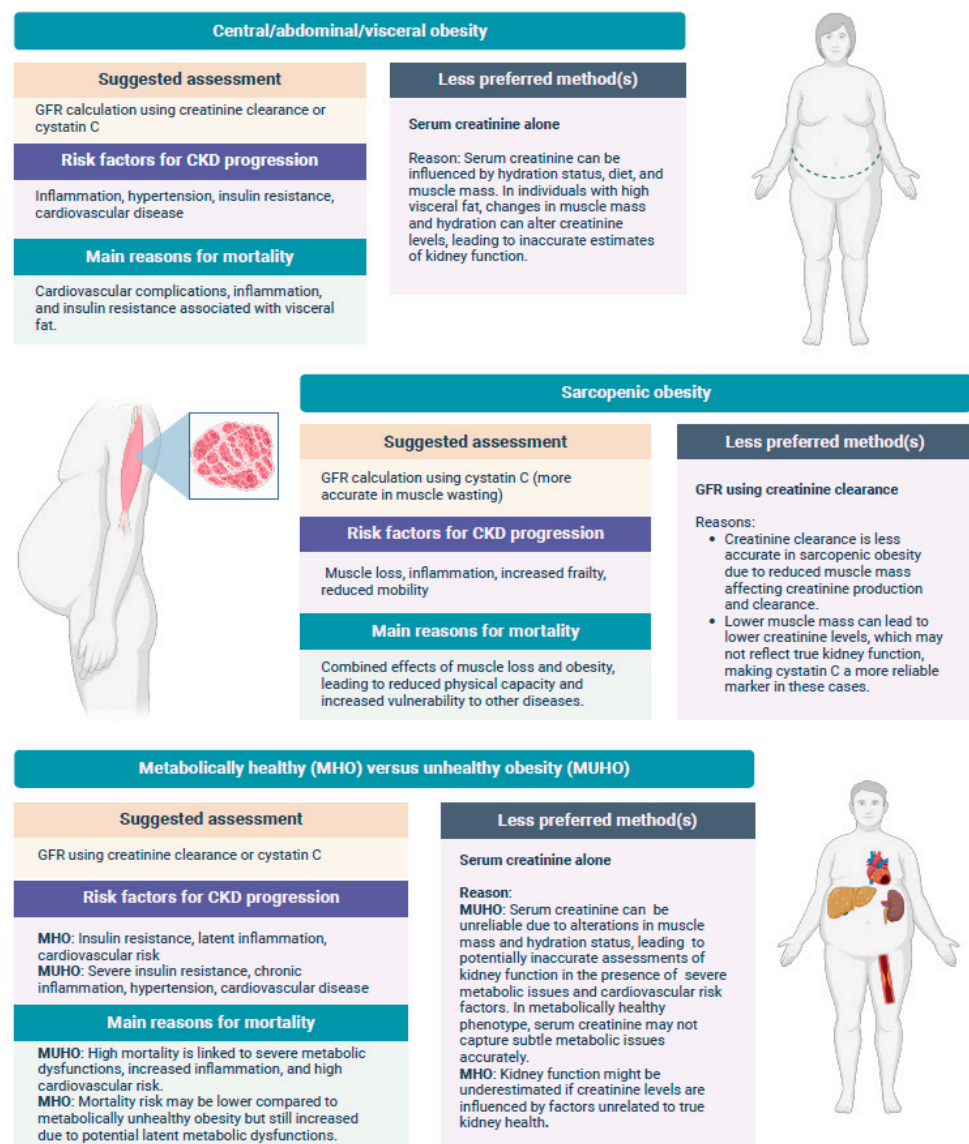 Central/abdominal/visceral obesity
Suggested assessment
GFR calculation using creatinine clearance or
cystatin C
Risk factors for CKD progression
Inflammation, hypertension, insulin resistance,
cardiovascular disease
Main reasons for mortality
Cardiovascular complications, inflammation,
and insulin resistance associated with visceral
fat.
Less preferred method(s)
Serum creatinine alone
Reason: Serum creatinine can be
influenced by hydration status, diet, and
muscle mass. In individuals with high
visceral fat, changes in muscle mass
and hydration can alter creatinine
levels, leading to inaccurate estimates
of kidney function.
Sarcopenic obesity
Suggested assessment
GFR calculation using cystatin C (more
accurate in muscle wasting)
Risk factors for CKD progression
Muscle loss, inflammation, increased frailty,
reduced mobility
Main reasons for mortality
Combined effects of muscle loss and obesity,
leading to reduced physical capacity and
increased vulnerability to other diseases.
Less preferred method(s)
GFR using creatinine clearance
Reasons:
• Creatinine clearance is less
accurate in sarcopenic obesity
due to reduced muscle mass
affecting creatinine production
and clearance.
• Lower muscle mass can lead to
lower creatinine levels, which may
not reflect true kidney function,
making cystatin C a more reliable
marker in these cases.
Metabolically healthy (MHO) versus unhealthy obesity (MUHO)
Suggested assessment
GFR using creatinine clearance or cystatin C
Risk factors for CKD progression
MHO: Insulin resistance, latent inflammation,
cardiovascular risk
MUHO: Severe insulin resistance, chronic
inflammation, hypertension, cardiovascular disease
Main reasons for mortality
MUHO: High mortality is linked to severe metabolic
dysfunctions, increased inflammation, and high
cardiovascular risk.
MHO: Mortality risk may be lower compared to
metabolically unhealthy obesity but still increased
due to potential latent metabolic dysfunctions.
Less preferred method(s)
Serum creatinine alone
Reason:
MUHO: Serum creatinine can be
unreliable due to alterations in muscle
mass and hydration status, leading to
potentially inaccurate assessments of
kidney function in the presence of severe
metabolic issues and cardiovascular risk
factors. In metabolically healthy
phenotype, serum creatinine may not
capture subtle metabolic issues
accurately.
MHO: Kidney function might be
underestimated if creatinine levels are
influenced by factors unrelated to true
kidney health.